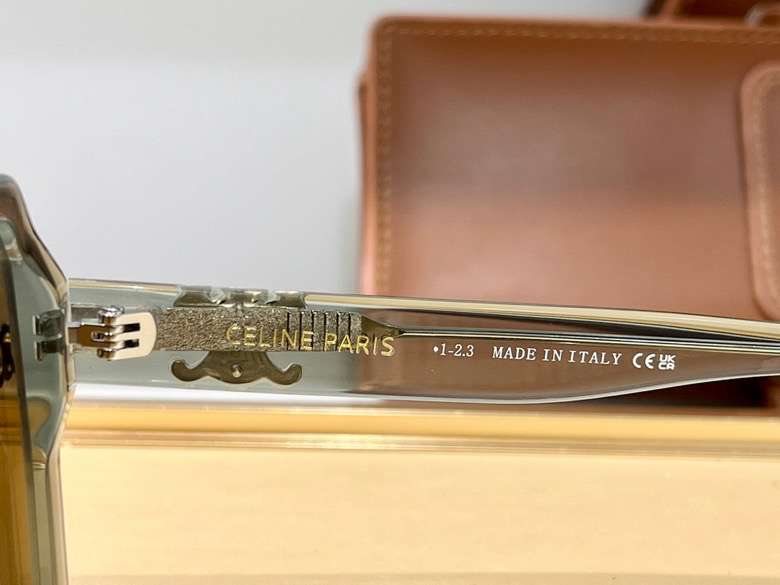 CELINE PARIS •1-2.3 MADE IN ITALY CE UK CA